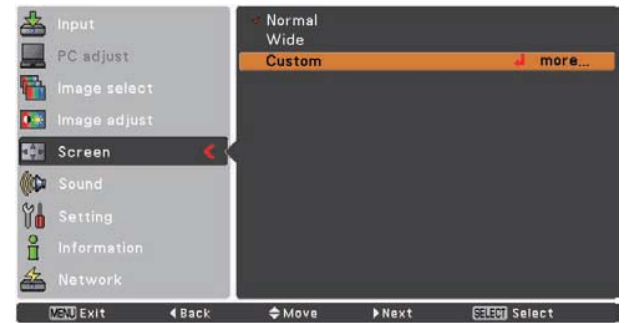 Input
PC adjust
Image select
Image adjust
Screen
Sound
Setting
Information
Network
Normal
Wide
Custom more...
MENU Exit Back Move Next SELECT Select